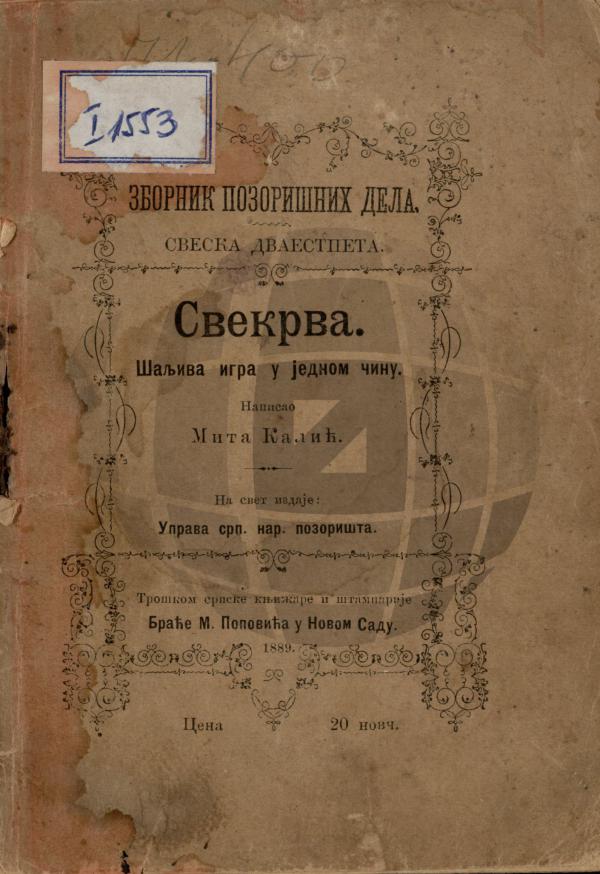 I 1553
ЗБОРНИК ПОЗОРИШНИХ ДЕЛА.
СВЕСКА ДВАЕСТПЕТА.
Свекрва.
Шаљива игра у једном чину.
Написао
Мита Калић.
На свет издаје:
Управа срп. нар. позоришта.
Трошком српске књижаре и штампарије
Браће М. Поповића у Новом Саду.
1889.
Цена 20 новч.